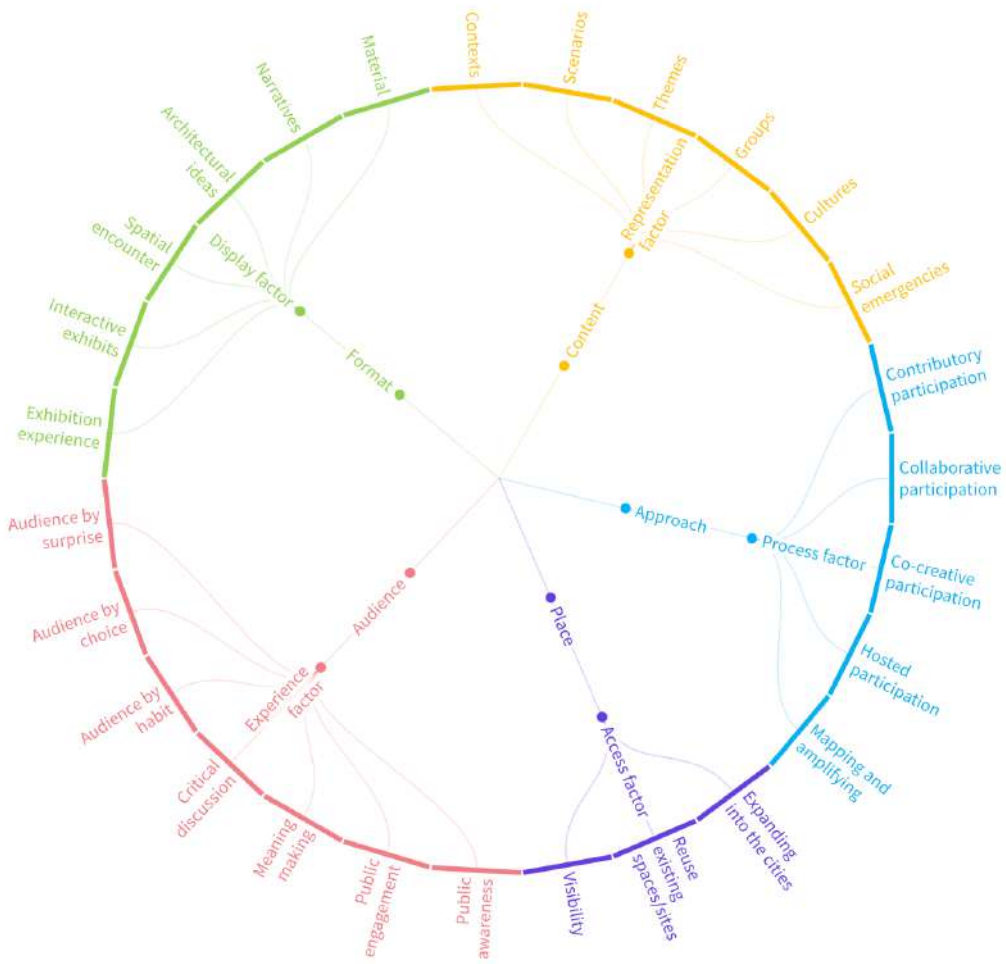 Contexts
Scenarios
Themes
Groups
Cultures
Social
emergencies
Representation
factor
Content
Contributory
participation
Collaborative
participation
Co-creative
participation
Hosted
participation
Mapping and
amplifying
Process factor
Approach
Expanding
into the cities
Reuse
existing
spaces/sites
Visibility
Access factor
Place
Public
awareness
Public
engagement
Meaning
making
Critical
discussion
Audience by
habit
Audience by
choice
Audience by
surprise
Experience
factor
Audience
Exhibition
experience
Interactive
exhibits
Spatial
encounter
Architectural
ideas
Narratives
Material
Display factor
Format